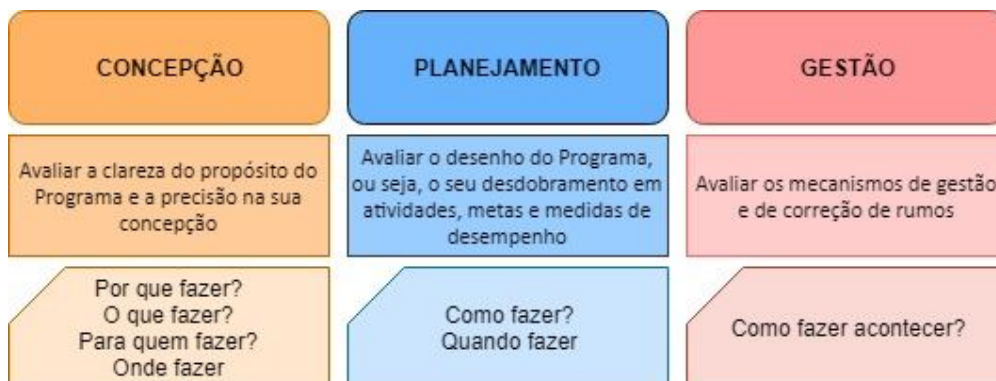 CONCEPÇÃO
Avaliar a clareza do propósito do
Programa e a precisão na sua
concepção
Por que fazer?
O que fazer?
Para quem fazer?
Onde fazer
PLANEJAMENTO
Avaliar o desenho do Programa,
ou seja, o seu desdobramento em
atividades, metas e medidas de
desempenho
Como fazer?
Quando fazer
GESTÃO
Avaliar os mecanismos de gestão
e de correção de rumos
Como fazer acontecer?